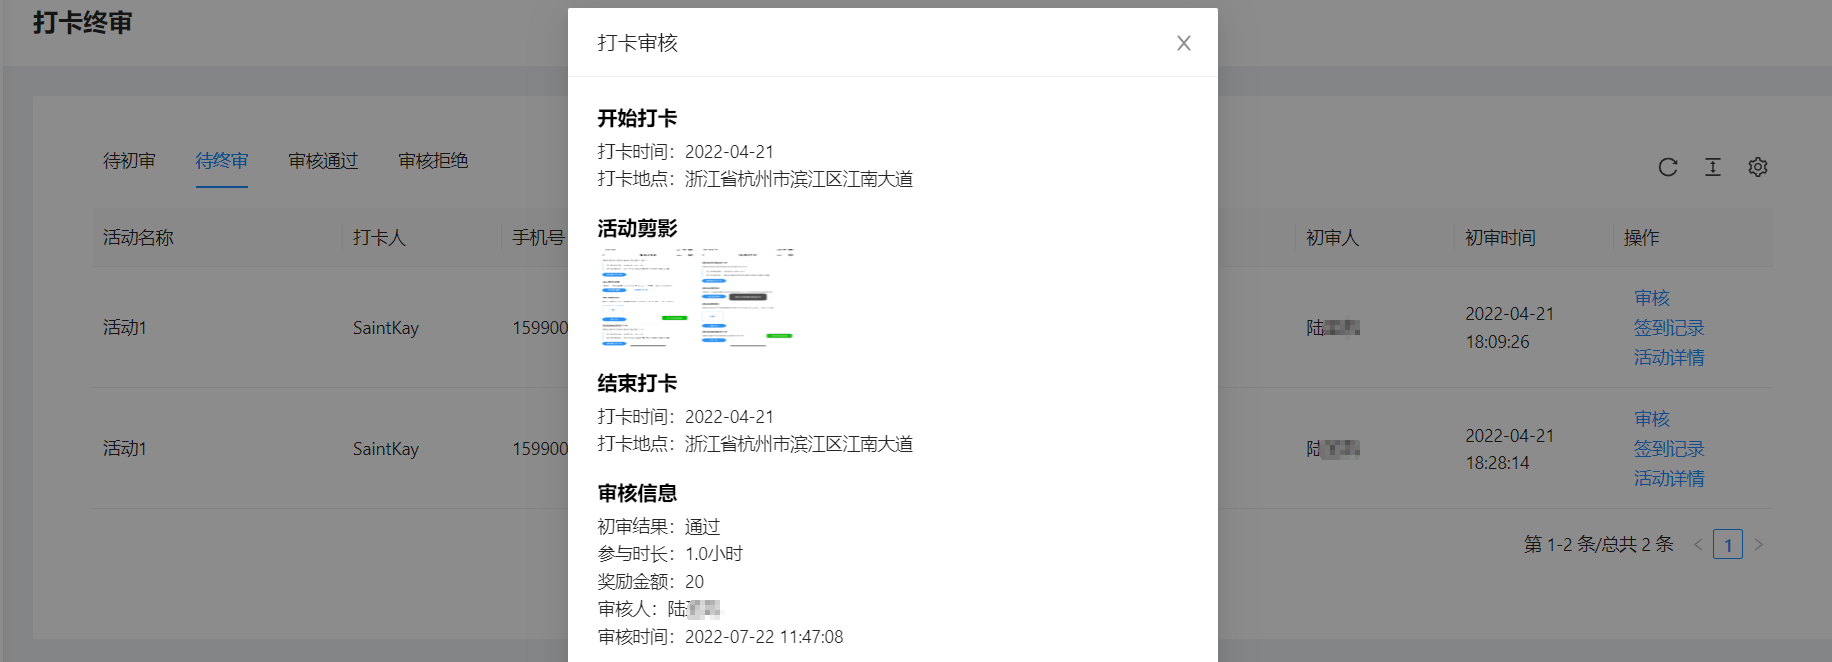 打卡终审
待初审 待终审 审核通过 审核拒绝
活动名称 打卡人 手机号 初审人 初审时间 操作
活动1 SaintKay 159900 陆 2022-04-21 18:09:26 审核 签到记录 活动详情
活动1 SaintKay 159900 陆 2022-04-21 18:28:14 审核 签到记录 活动详情
第 1-2 条/总共 2 条 < 1 >
打卡审核
开始打卡
打卡时间：2022-04-21
打卡地点：浙江省杭州市滨江区江南大道
活动剪影
结束打卡
打卡时间：2022-04-21
打卡地点：浙江省杭州市滨江区江南大道
审核信息
初审结果：通过
参与时长：1.0小时
奖励金额：20
审核人：陆
审核时间：2022-07-22 11:47:08